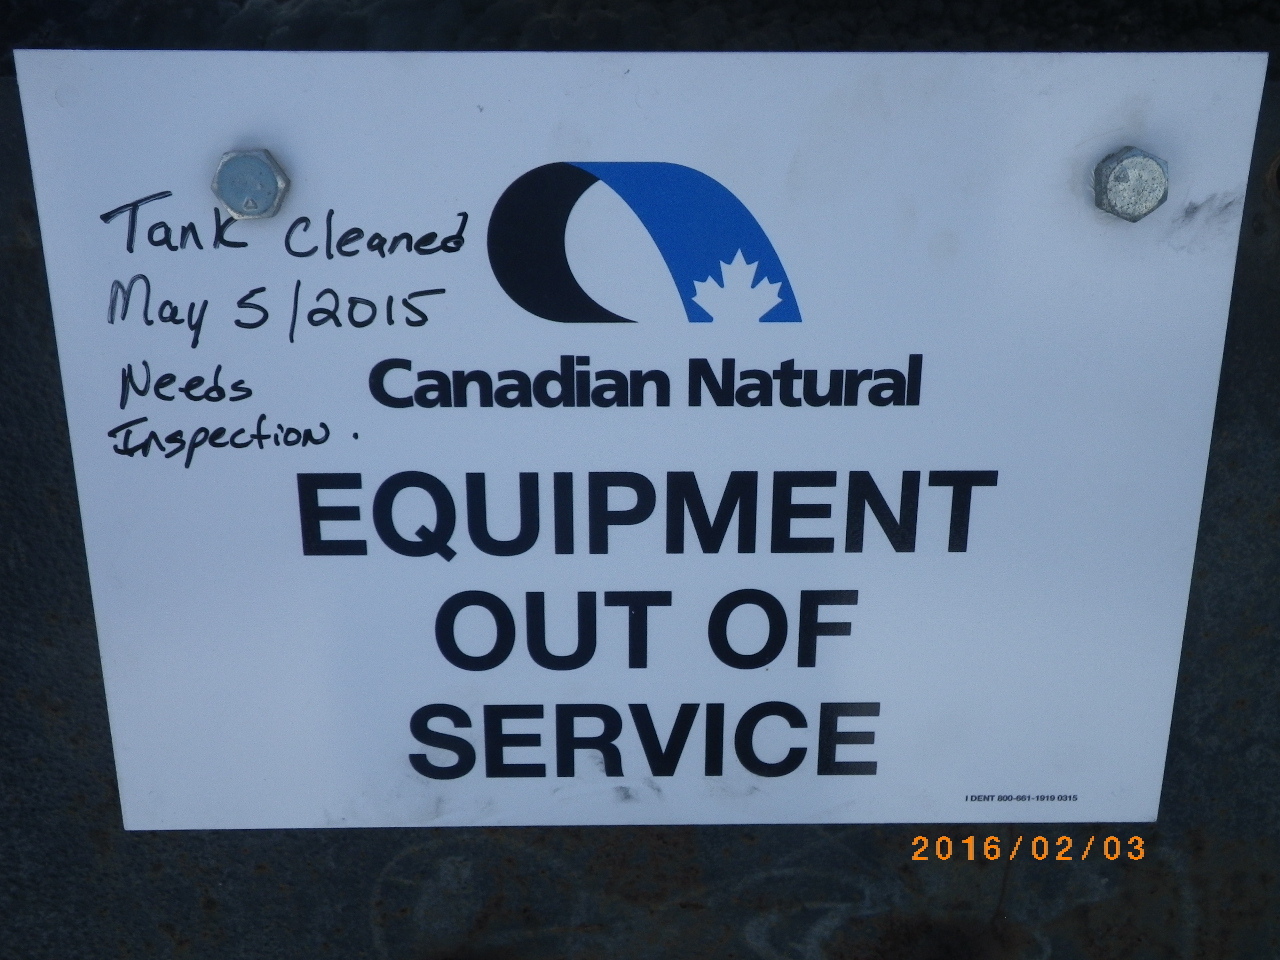 Tank Cleaned
May 5/2015
Needs
Inspection.
Canadian Natural
EQUIPMENT
OUT OF
SERVICE
I DENT 800-661-1919 0315
2016/02/03